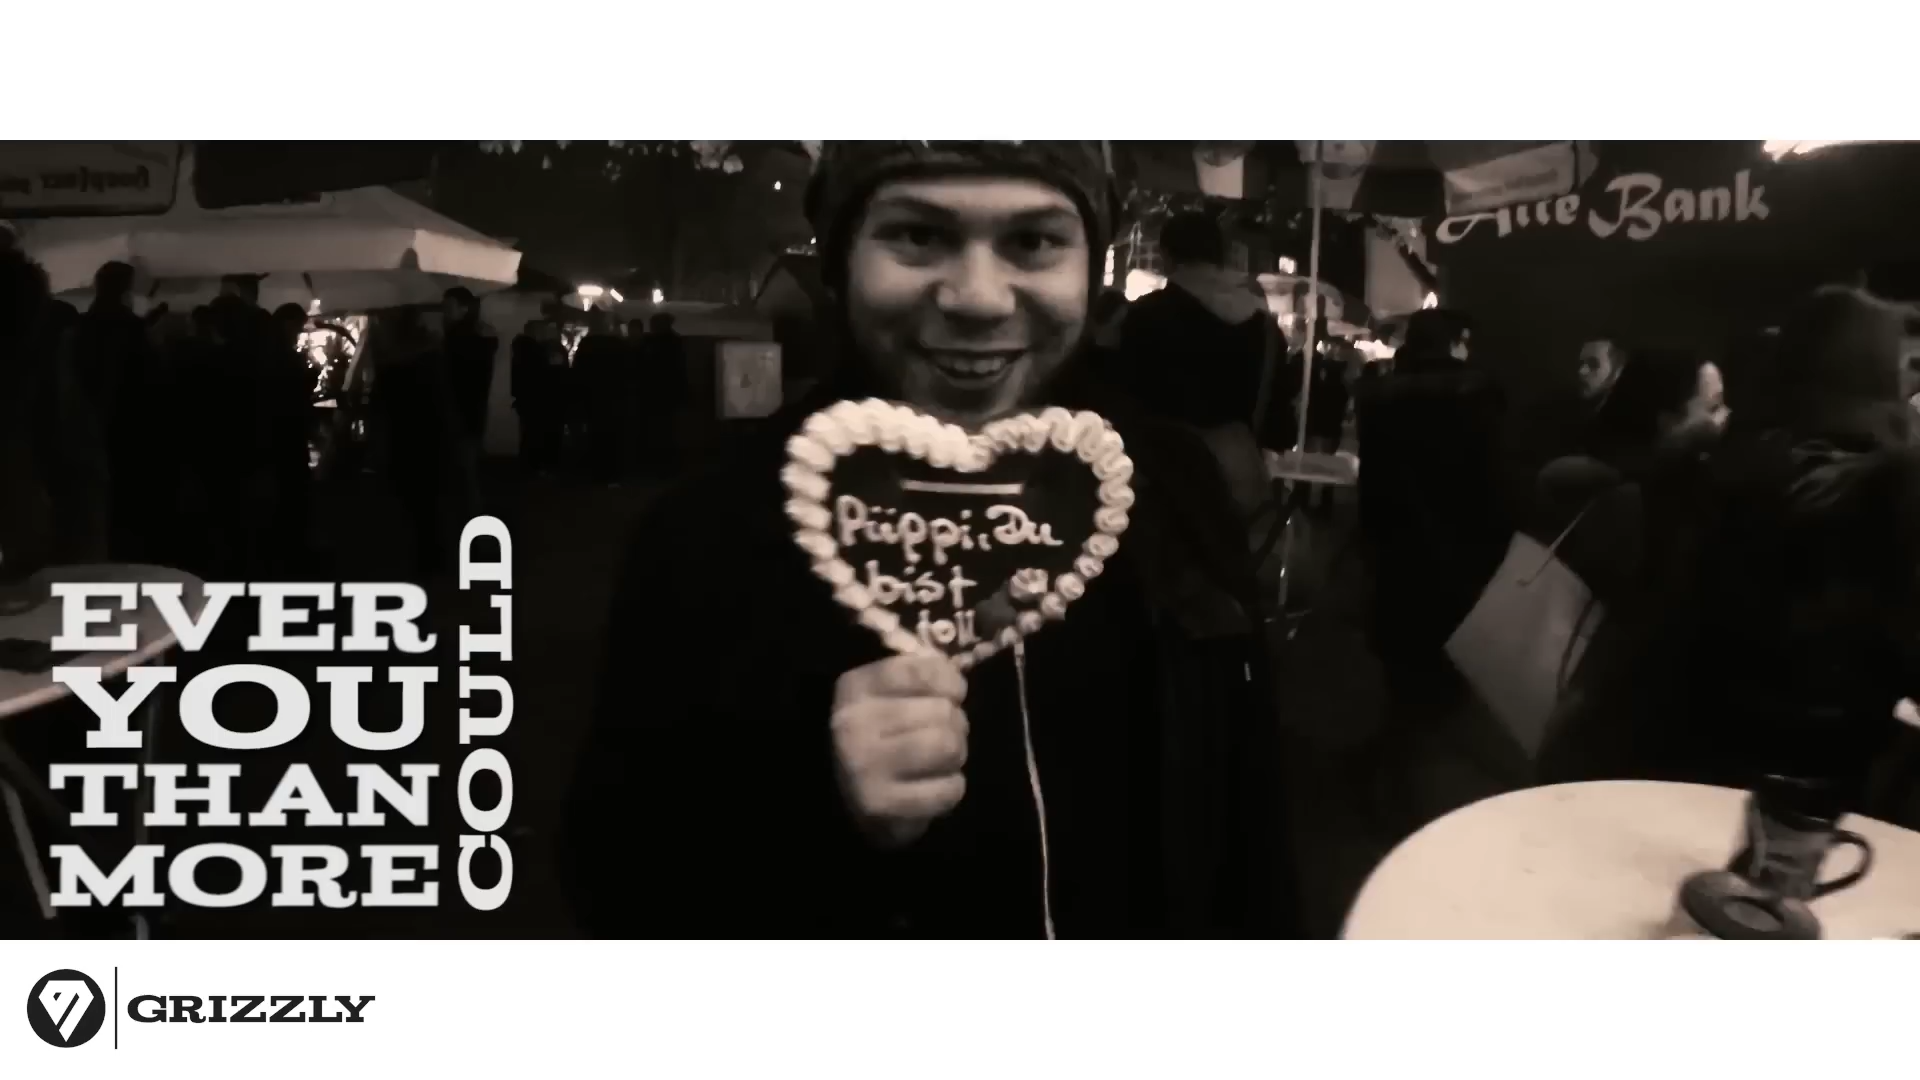 Alte Bank
Püppi, Du
bist
toll
EVER
YOU
THAN
MORE
COULD
GRIZZLY